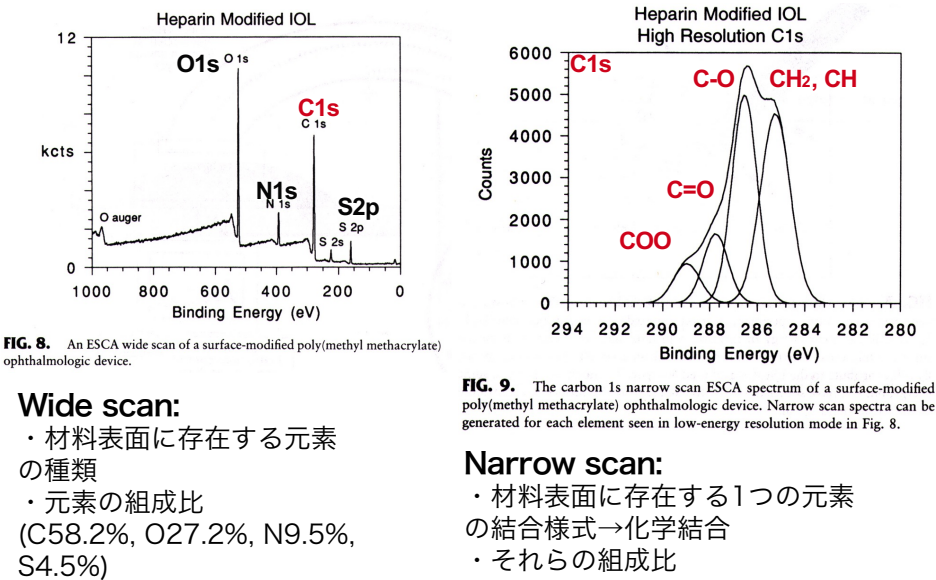 Heparin Modified IOL
12
O1s O 1s
C1s
C 1s
kcts
N1s
N 1s
S2p
S 2p
O auger
S 2s
0
1000 800 600 400 200 0
Binding Energy (eV)
FIG. 8. An ESCA wide scan of a surface-modified poly(methyl methacrylate)
ophthalmologic device.
Wide scan:
・材料表面に存在する元素
の種類
・元素の組成比
(C58.2%, O27.2%, N9.5%,
S4.5%)
Heparin Modified IOL
High Resolution C1s
6000
C1s
C-O CH2, CH
5000
4000
Counts
3000
C=O
2000
COO
1000
0
294 292 290 288 286 284 282 280
Binding Energy (eV)
FIG. 9. The carbon 1s narrow scan ESCA spectrum of a surface-modified
poly(methyl methacrylate) ophthalmologic device. Narrow scan spectra can be
generated for each element seen in low-energy resolution mode in Fig. 8.
Narrow scan:
・材料表面に存在する1つの元素
の結合様式→化学結合
・それらの組成比